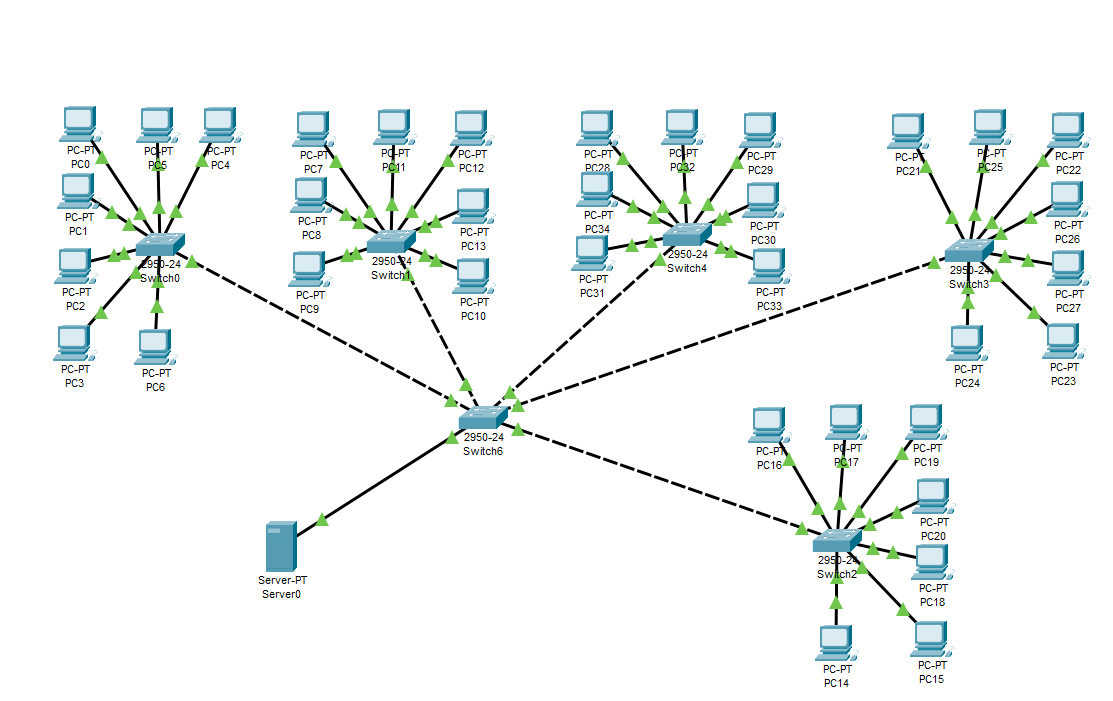 PC-PT
PC0
PC-PT
PC5
PC-PT
PC4
PC-PT
PC1
PC-PT
PC2
PC-PT
PC3
PC-PT
PC6
2950-24
Switch0
PC-PT
PC7
PC-PT
PC11
PC-PT
PC12
PC-PT
PC8
PC-PT
PC13
PC-PT
PC9
PC-PT
PC10
2950-24
Switch1
PC-PT
PC28
PC-PT
PC32
PC-PT
PC29
PC-PT
PC34
PC-PT
PC30
PC-PT
PC31
PC-PT
PC33
2950-24
Switch4
PC-PT
PC21
PC-PT
PC25
PC-PT
PC22
PC-PT
PC26
PC-PT
PC27
PC-PT
PC24
PC-PT
PC23
2950-24
Switch3
2950-24
Switch6
PC-PT
PC16
PC-PT
PC17
PC-PT
PC19
PC-PT
PC20
PC-PT
PC18
PC-PT
PC14
PC-PT
PC15
2950-24
Switch2
Server-PT
Server0